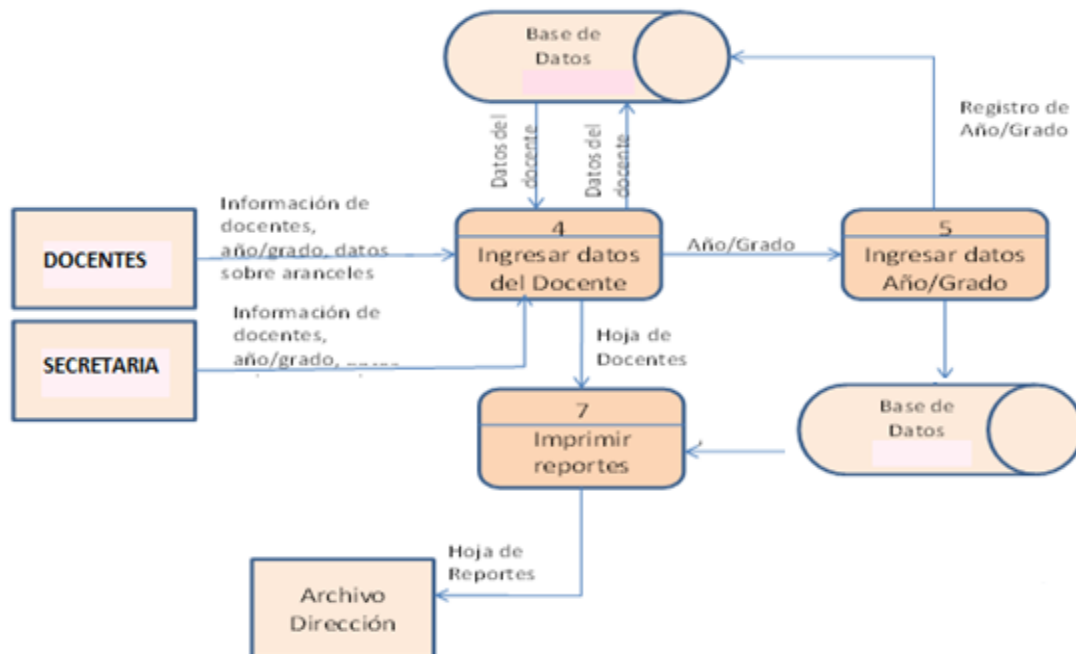 Base de
Datos
Registro de
Año/Grado
Datos del
docente
Datos del
docente
Información de
docentes,
año/grado, datos
sobre aranceles
DOCENTES
4
Ingresar datos
del Docente
Año/Grado
5
Ingresar datos
Año/Grado
Información de
docentes,
año/grado,
SECRETARIA
Hoja de
Docentes
7
Imprimir
reportes
Base de
Datos
Hoja de
Reportes
Archivo
Dirección